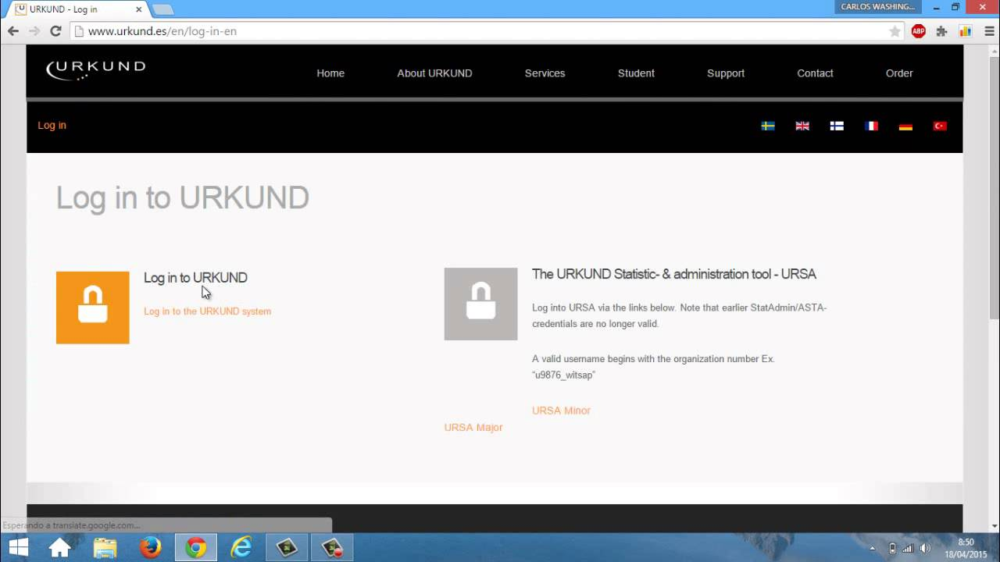 URKUND - Log in
CARLOS WASHING...
www.urkund.es/en/log-in-en
ABP
URKUND
Home
About URKUND
Services
Student
Support
Contact
Order
Log in
Log in to URKUND
Log in to URKUND
Log in to the URKUND system
The URKUND Statistic- & administration tool - URSA
Log into URSA via the links below. Note that earlier StatAdmin/ASTA-
credentials are no longer valid.
A valid username begins with the organization number Ex.
“u9876_witsap”
URSA Minor
URSA Major
Esperando a translate.google.com...
8:50
18/04/2015